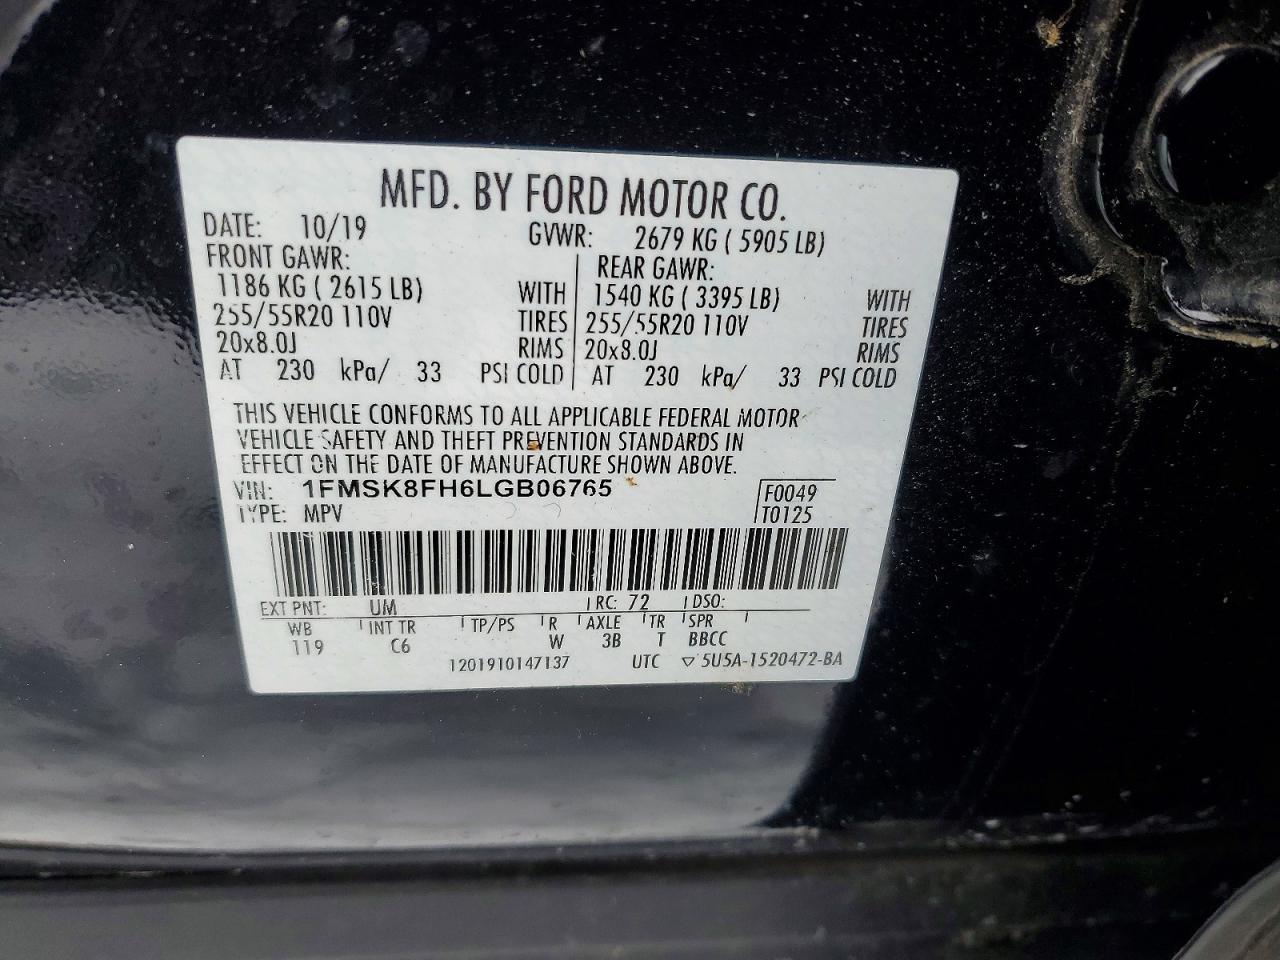 MFD. BY FORD MOTOR CO.
DATE: 10/19 GVWR: 2679 KG ( 5905 LB)
FRONT GAWR: REAR GAWR:
1186 KG ( 2615 LB) WITH 1540 KG ( 3395 LB) WITH
255/55R20 110V TIRES 255/55R20 110V TIRES
20x8.0J RIMS 20x8.0J RIMS
AT 230 kPa/ 33 PSI COLD AT 230 kPa/ 33 PSI COLD
THIS VEHICLE CONFORMS TO ALL APPLICABLE FEDERAL MOTOR
VEHICLE SAFETY AND THEFT PREVENTION STANDARDS IN
EFFECT ON THE DATE OF MANUFACTURE SHOWN ABOVE.
VIN: 1FMSK8FH6LGB06765 F0049
TYPE: MPV T0125
EXT PNT: UM RC: 72 DSO:
WB INT TR TP/PS R AXLE TR SPR
119 C6 W 3B T BBCC
1201910147137 UTC ▽ 5U5A-1520472-BA